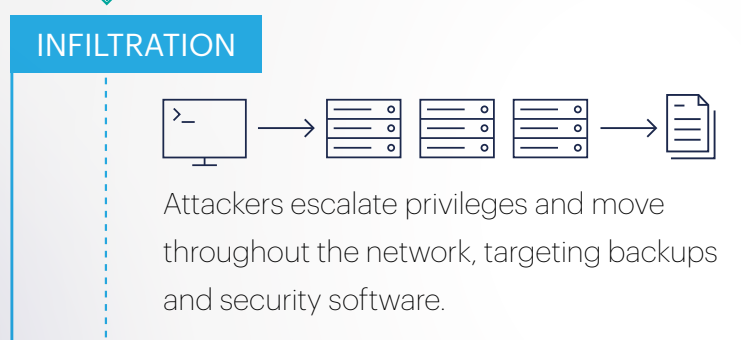 INFILTRATION
>_
Attackers escalate privileges and move
throughout the network, targeting backups
and security software.